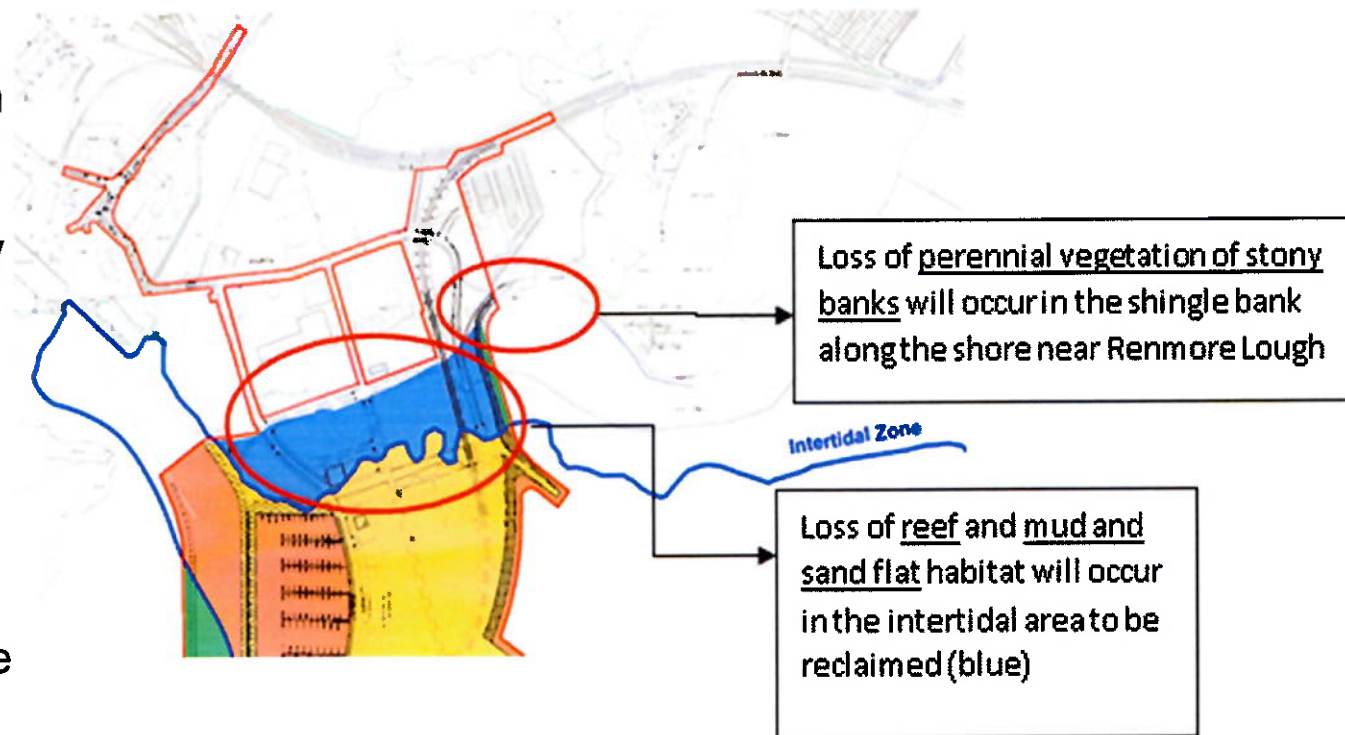 Loss of perennial vegetation of stony
banks will occur in the shingle bank
along the shore near Renmore Lough
Intertidal Zone
Loss of reef and mud and
sand flat habitat will occur
in the intertidal area to be
reclaimed (blue)